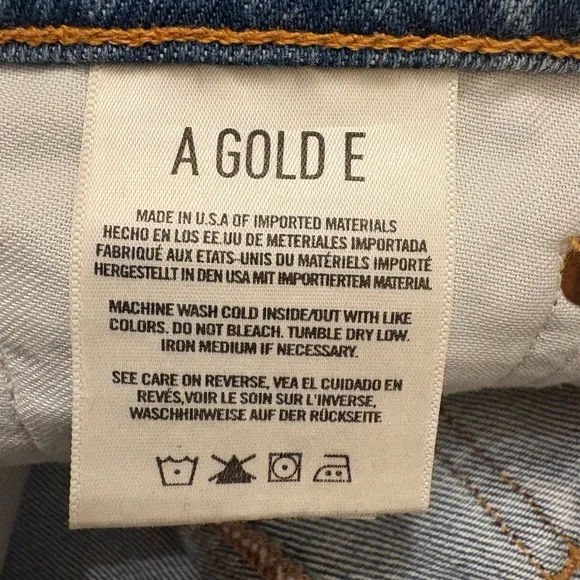 A GOLD E
MADE IN U.S.A OF IMPORTED MATERIALS
HECHO EN LOS EE.UU DE METERIALES IMPORTADA
FABRIQUÉ AUX ETATS-UNIS DU MATÉRIELS IMPORTÉ
HERGESTELLT IN DEN USA MIT IMPORTIERTEM MATERIAL
MACHINE WASH COLD INSIDE/OUT WITH LIKE
COLORS. DO NOT BLEACH. TUMBLE DRY LOW.
IRON MEDIUM IF NECESSARY.
SEE CARE ON REVERSE, VEA EL CUIDADO EN
REVÉS,VOIR LE SOIN SUR L'INVERSE,
WASCHHINWEISE AUF DER RÜCKSEITE